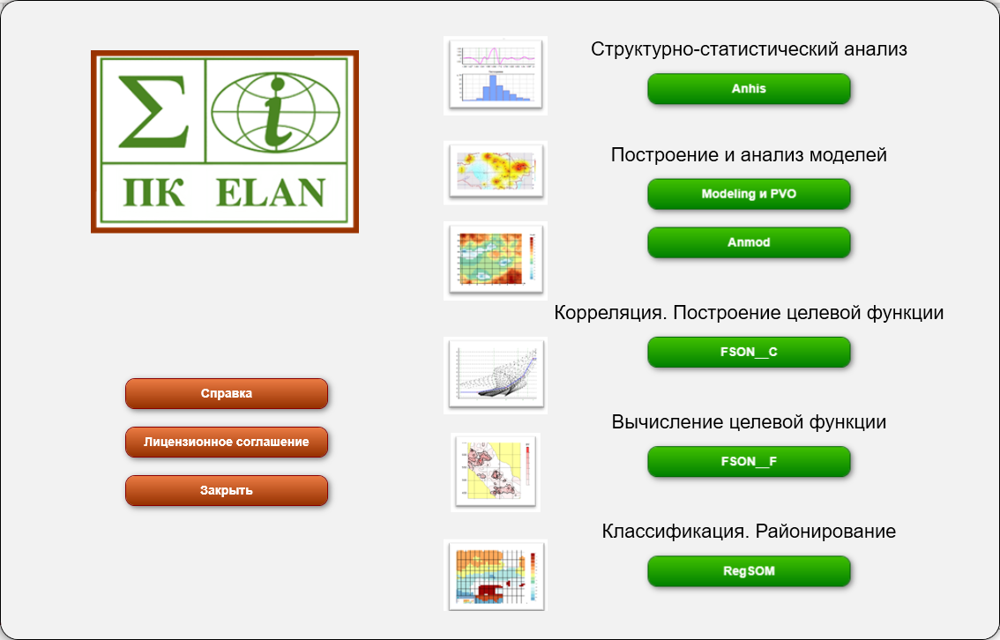 Σ i
ПК ELAN
Справка
Лицензионное соглашение
Закрыть
Структурно-статистический анализ
Anhis
Построение и анализ моделей
Modeling и PVO
Anmod
Корреляция. Построение целевой функции
FSON__C
Вычисление целевой функции
FSON__F
Классификация. Районирование
RegSOM